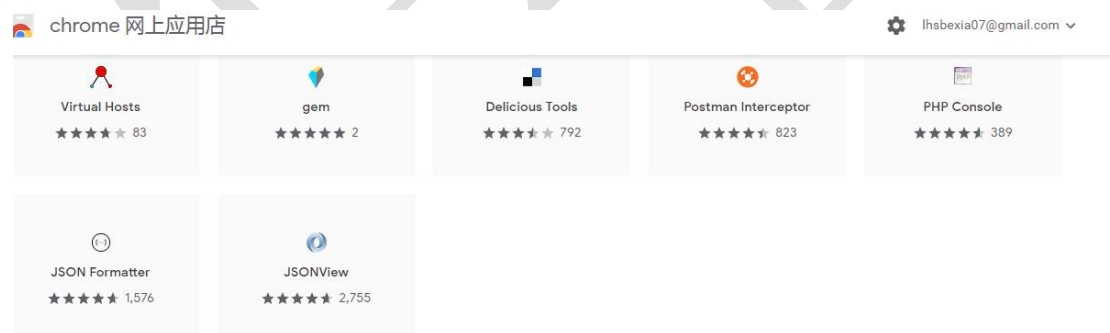 chrome 网上应用店 lhsbexia07@gmail.com
Virtual Hosts gem Delicious Tools Postman Interceptor PHP Console
83 2 792 823 389
JSON Formatter JSONView
1,576 2,755